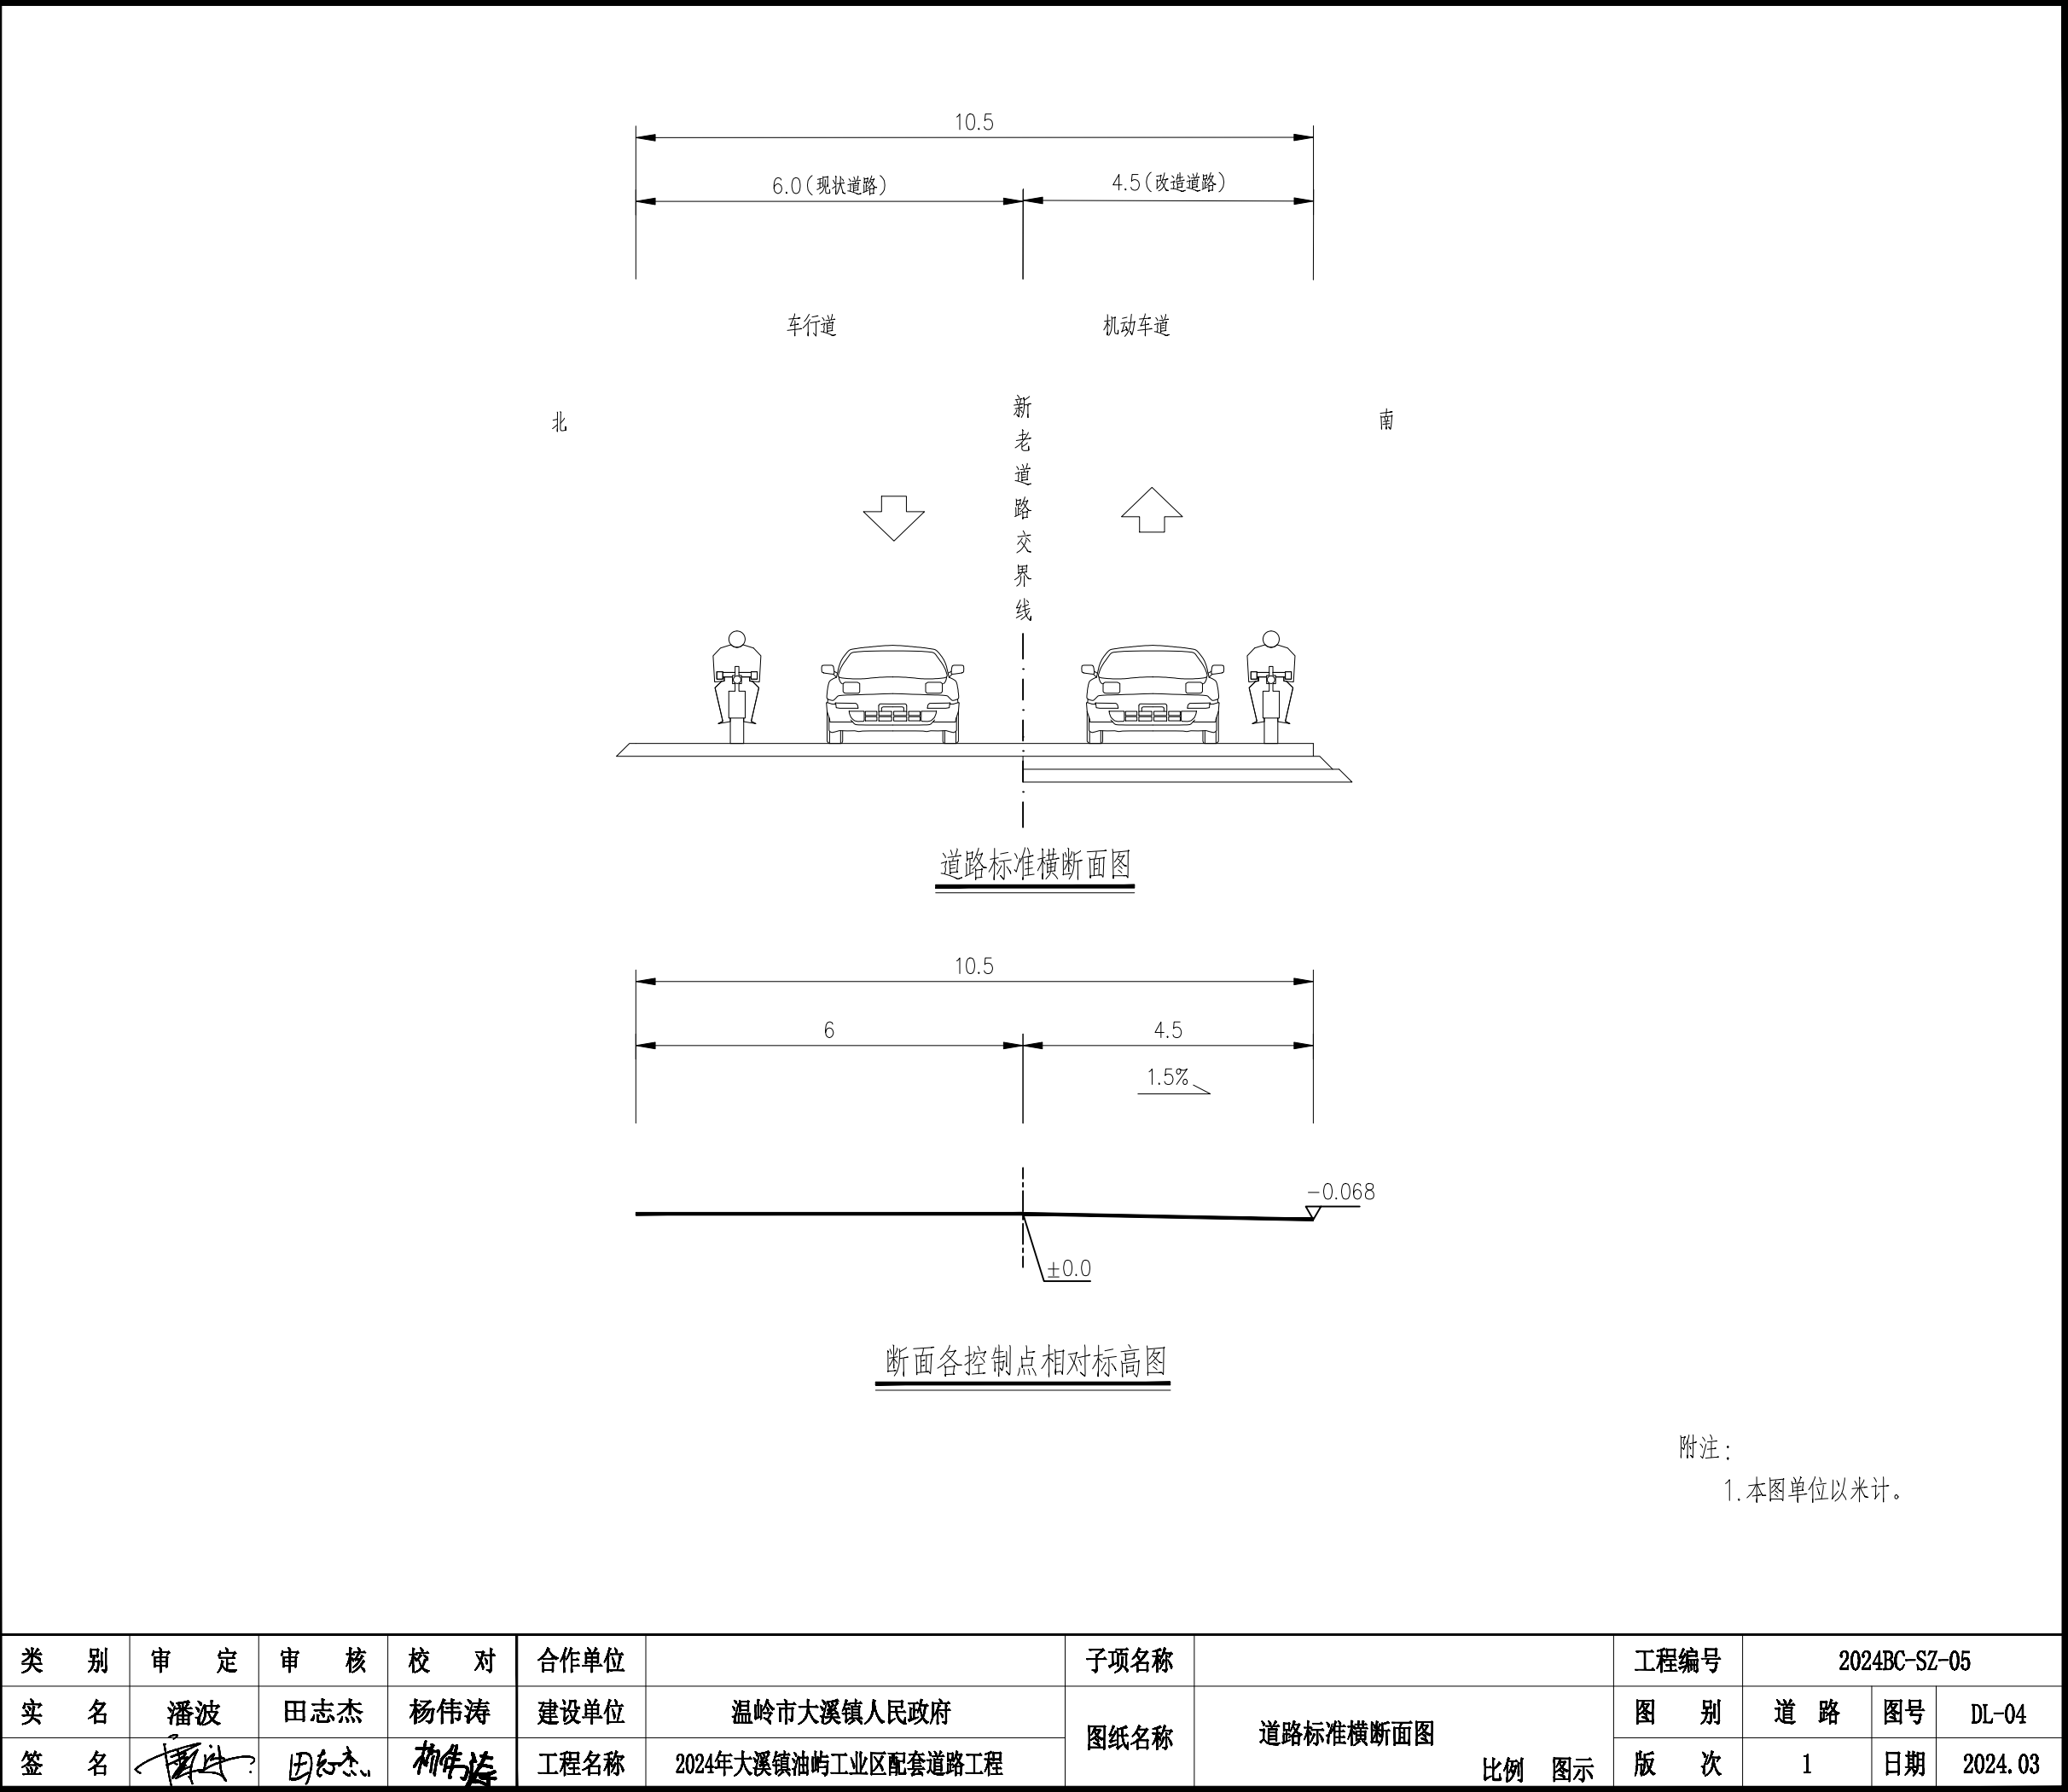 10.5
6.0(现状道路)
4.5(改造道路)
车行道
机动车道
北
新老道路交界线
南
道路标准横断面图
10.5
6
4.5
1.5%
-0.068
±0.0
断面各控制点相对标高图
附注:
1.本图单位以米计。
类 别 审 定 审 核 校 对 合作单位 子项名称 工程编号 2024BC-SZ-05
实 名 潘波 田志杰 杨伟涛 建设单位 温岭市大溪镇人民政府 图纸名称 道路标准横断面图 图 别 道 路 图号 DL-04
签 名 潘波 田志杰 杨伟涛 工程名称 2024年大溪镇油屿工业区配套道路工程 比例 图示 版 次 1 日期 2024.03